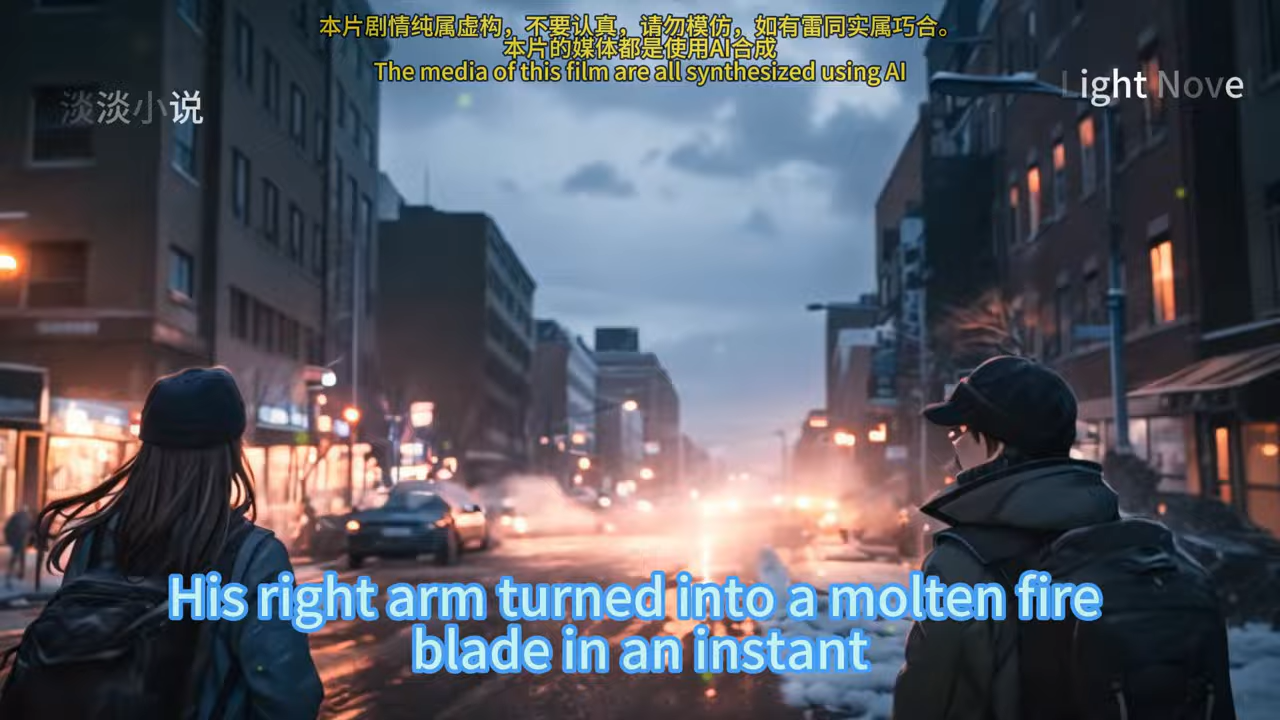 本片剧情纯属虚构，不要认真，请勿模仿，如有雷同实属巧合。
本片的媒体都是使用AI合成
The media of this film are all synthesized using AI
淡淡小说
Light Nove
His right arm turned into a molten fire
blade in an instant